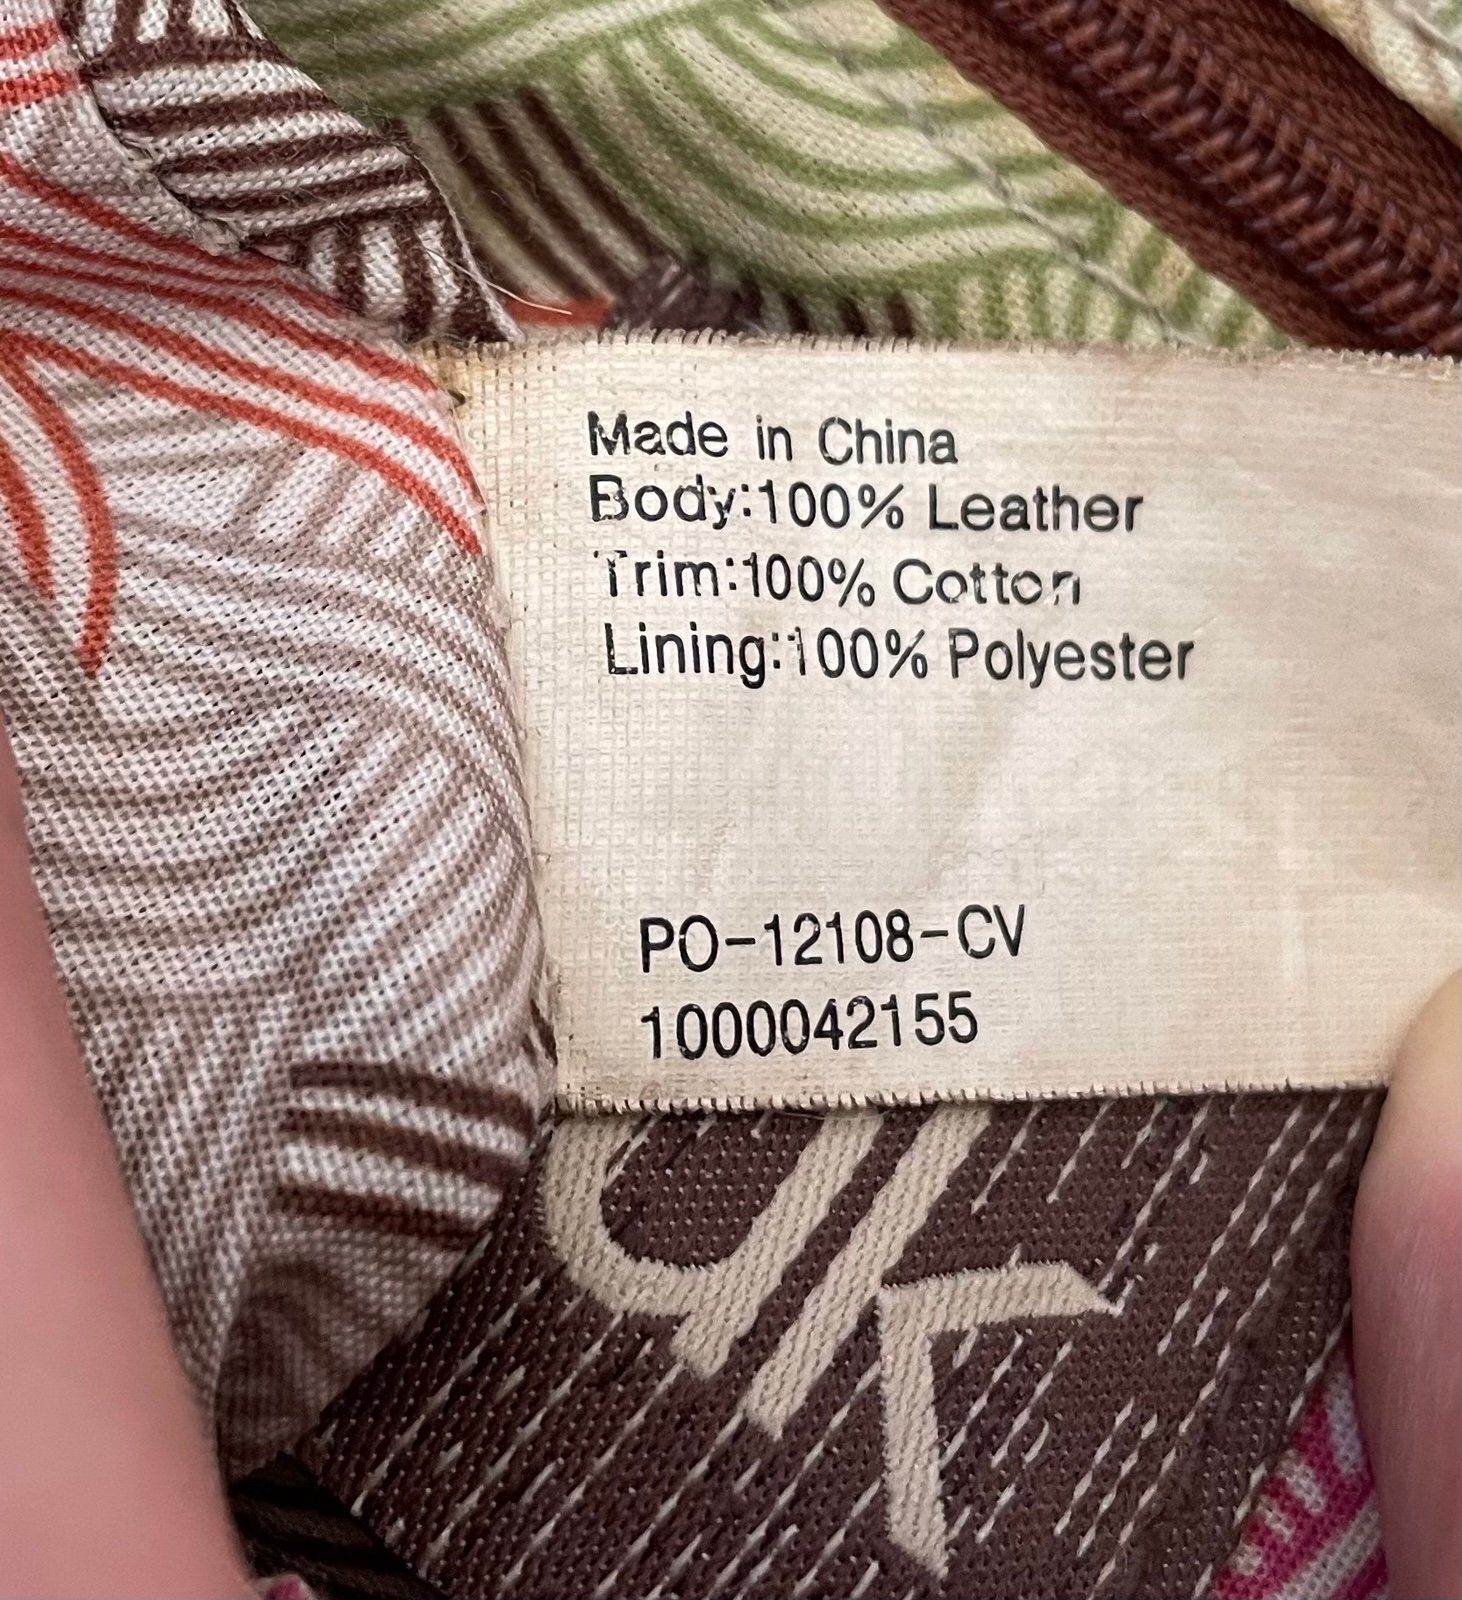 Made in China
Body:100% Leather
Trim:100% Cotton
Lining:100% Polyester
PO-12108-CV
1000042155